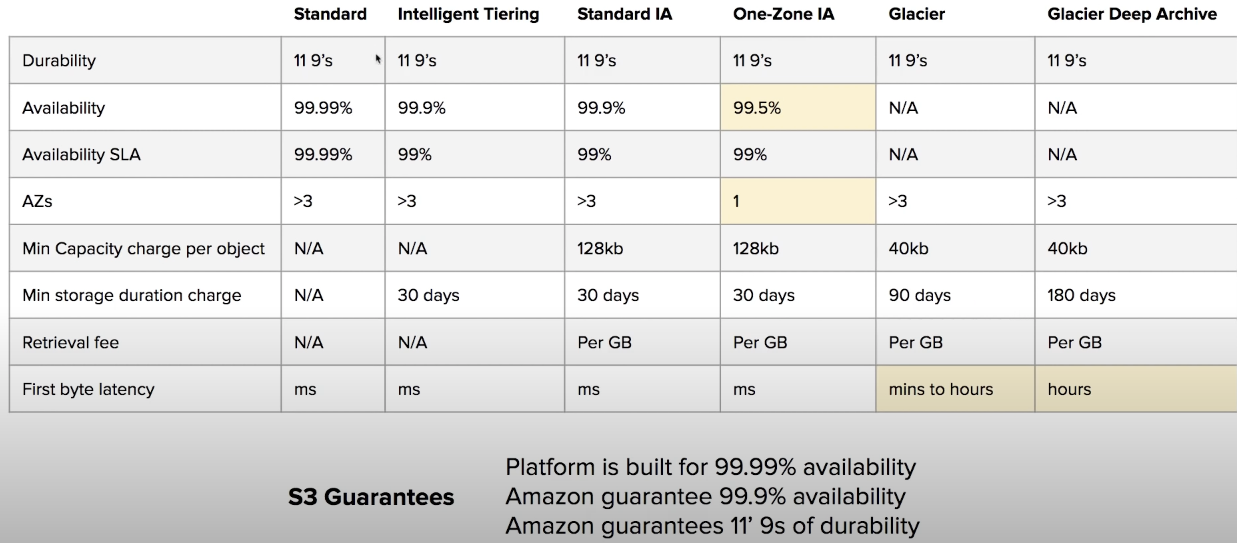 Standard Intelligent Tiering Standard IA One-Zone IA Glacier Glacier Deep Archive
Durability 11 9’s 11 9’s 11 9’s 11 9’s 11 9’s 11 9’s
Availability 99.99% 99.9% 99.9% 99.5% N/A N/A
Availability SLA 99.99% 99% 99% 99% N/A N/A
AZs >3 >3 >3 1 >3 >3
Min Capacity charge per object N/A N/A 128kb 128kb 40kb 40kb
Min storage duration charge N/A 30 days 30 days 30 days 90 days 180 days
Retrieval fee N/A N/A Per GB Per GB Per GB Per GB
First byte latency ms ms ms ms mins to hours hours
Platform is built for 99.99% availability
S3 Guarantees Amazon guarantee 99.9% availability
Amazon guarantees 11’ 9s of durability